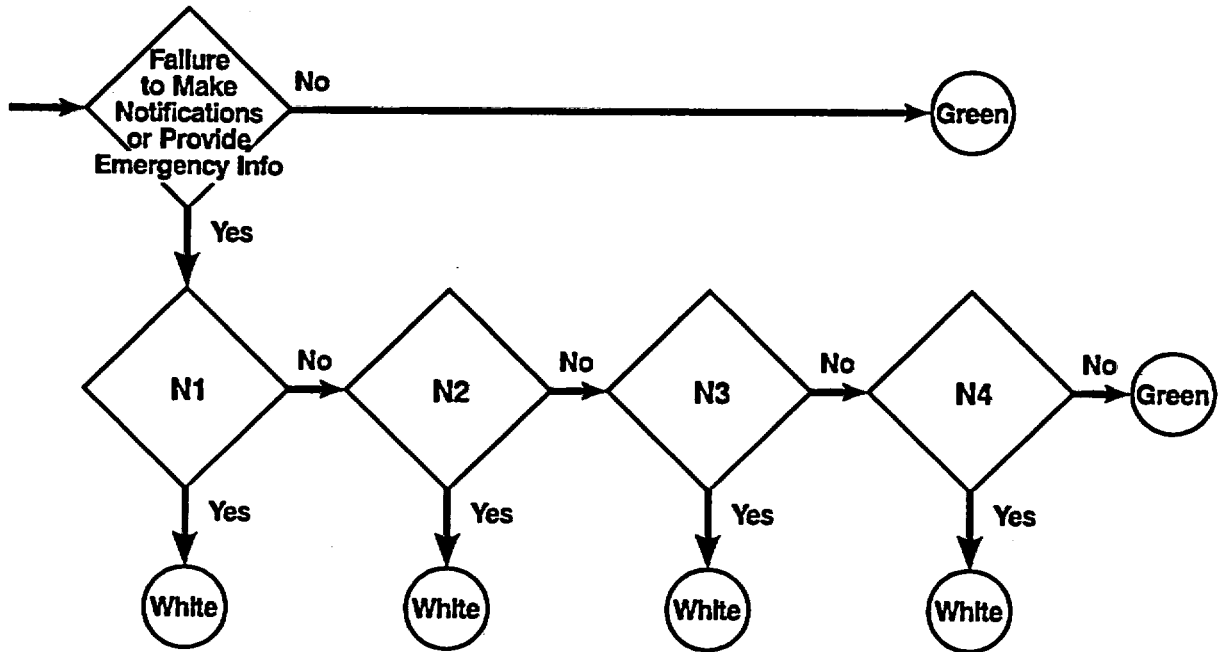 Failure
to Make
Notifications
or Provide
Emergency Info
No
Green
Yes
N1
No
N2
No
N3
No
N4
No
Green
Yes
Yes
Yes
Yes
White
White
White
White